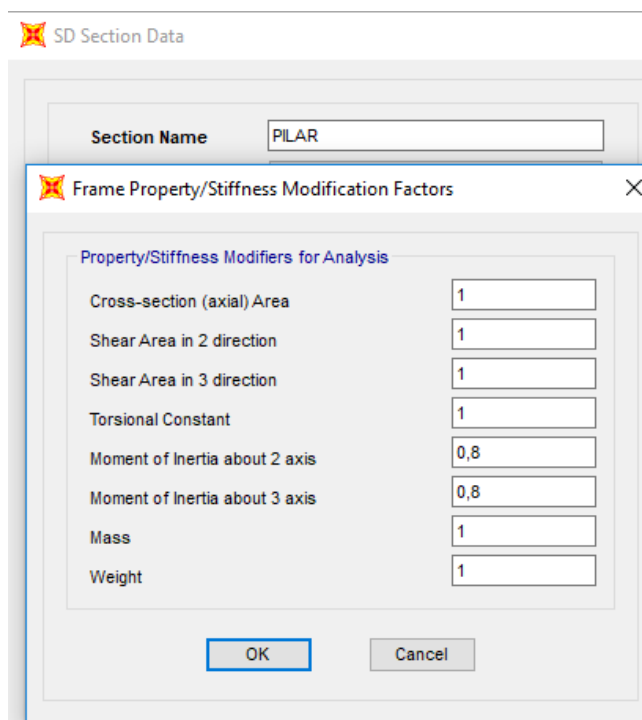 SD Section Data
Section Name PILAR
Frame Property/Stiffness Modification Factors
Property/Stiffness Modifiers for Analysis
Cross-section (axial) Area 1
Shear Area in 2 direction 1
Shear Area in 3 direction 1
Torsional Constant 1
Moment of Inertia about 2 axis 0,8
Moment of Inertia about 3 axis 0,8
Mass 1
Weight 1
OK Cancel